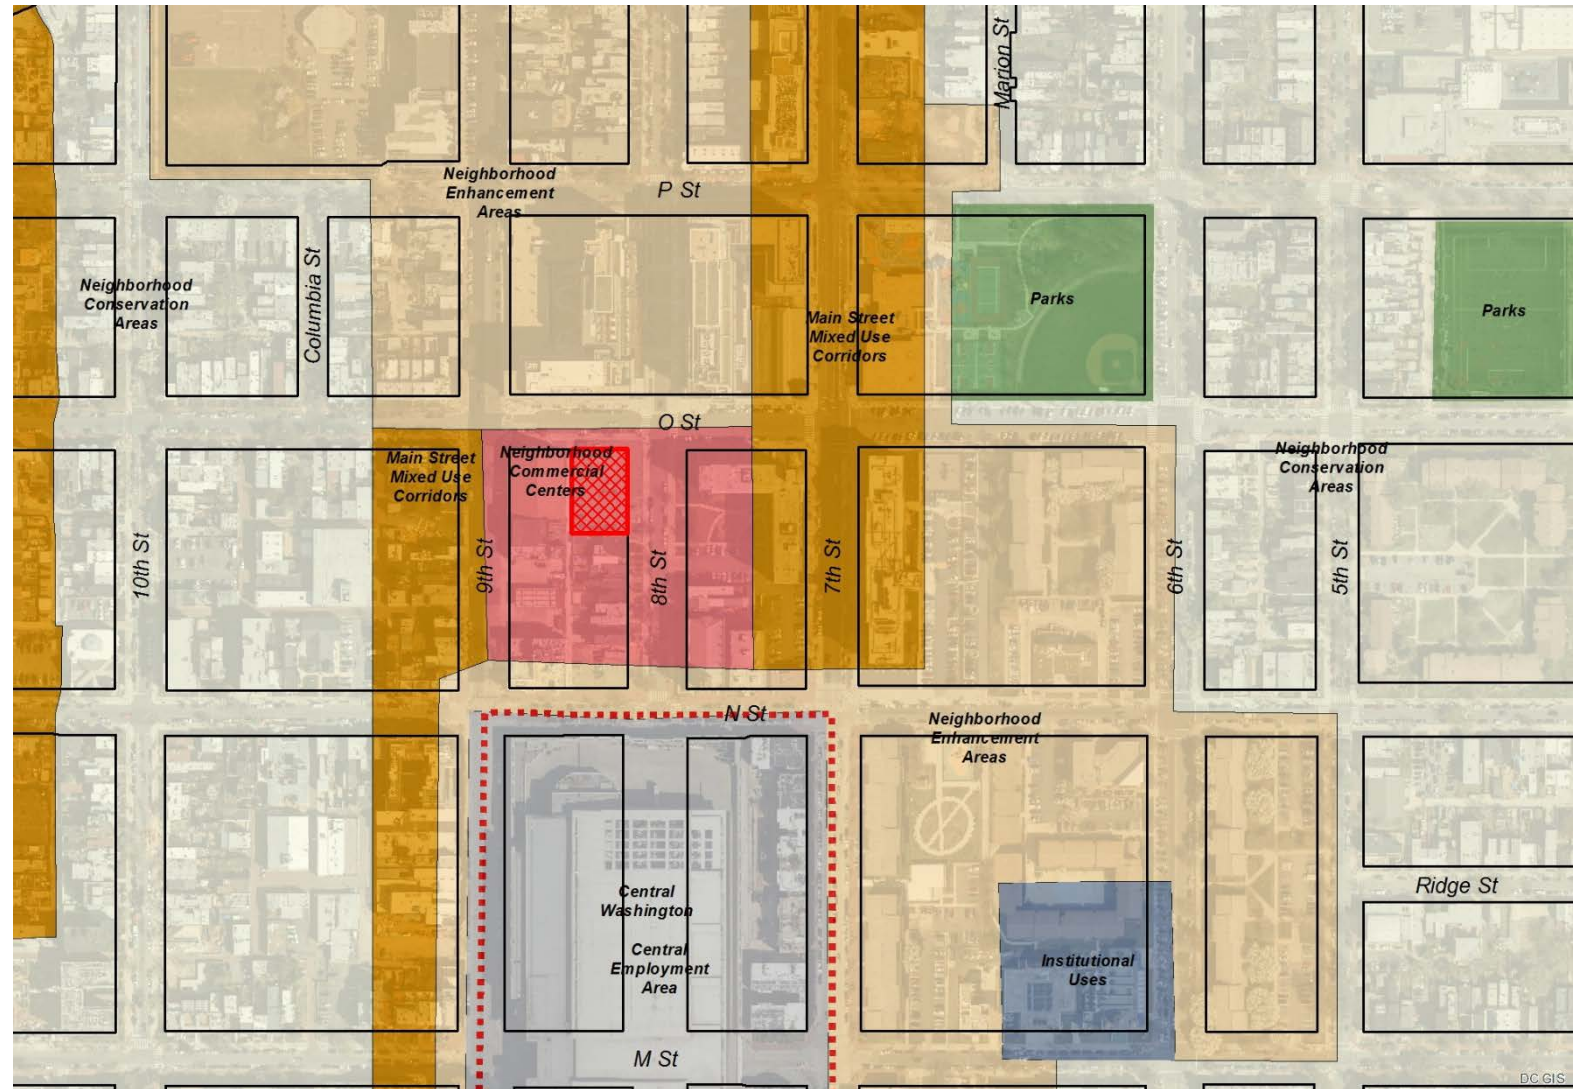 Marion St
Neighborhood
Enhancement
Areas
P St
Neighborhood
Conservation
Areas
Columbia St
Main Street
Mixed Use
Corridors
Parks
Parks
O St
Main Street
Mixed Use
Corridors
Neighborhood
Commercial
Centers
Neighborhood
Conservation
Areas
10th St
9th St
8th St
7th St
6th St
5th St
N St
Neighborhood
Enhancement
Areas
Central
Washington
Central
Employment
Area
Ridge St
Institutional
Uses
M St
DC GIS